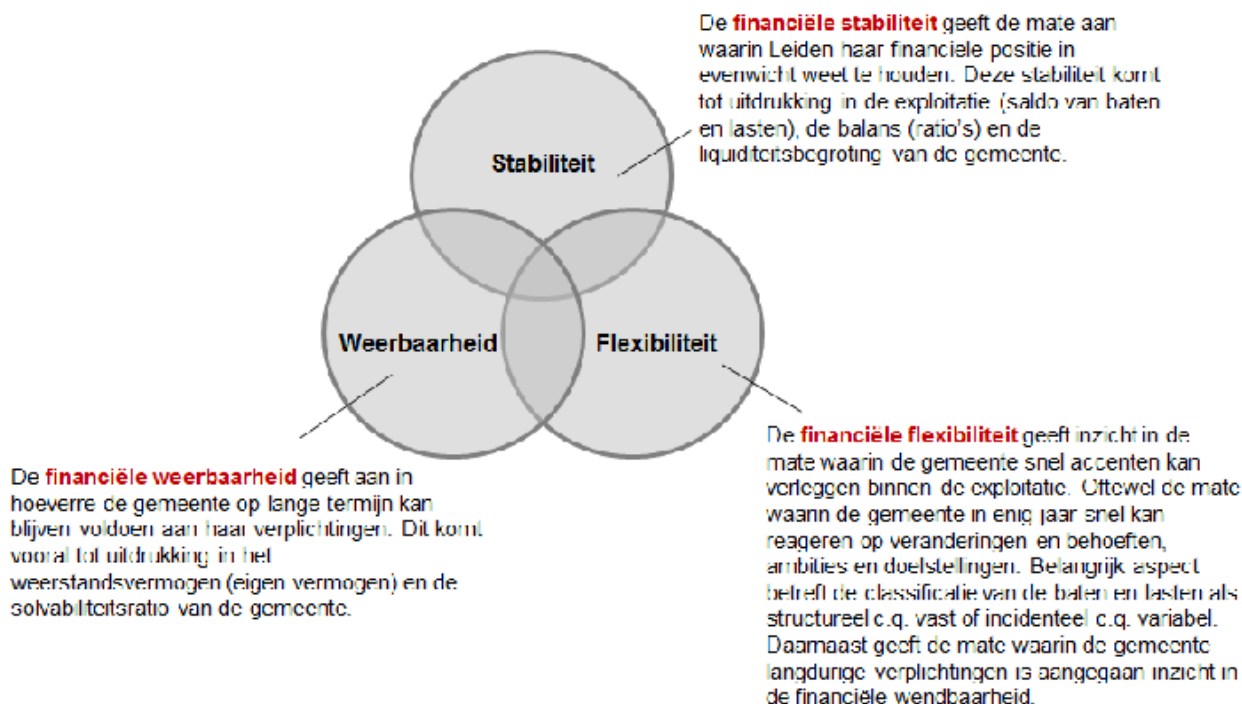 De financiële stabiliteit geeft de mate aan
waarin Leiden haar financiele positie in
evenwicht weet te houden. Deze stabiliteit komt
tot uitdrukking in de exploitatie (saldo van baten
en lasten), de balans (ratio's) en de
liquiditeitsbegroting van de gemeente.
Stabiliteit
Weerbaarheid
Flexibiliteit
De financiële weerbaarheid geeft aan in
hoeverre de gemeente op lange termijn kan
blijven voldoen aan haar verplichtingen. Dit komt
vooral tot uitdrukking in het
weerstandsvermogen (eigen vermogen) en de
solvabiliteitsratio van de gemeente.
De financiële flexibiliteit geeft inzicht in de
mate waarin de gemeente snel accenten kan
verleggen binnen de exploitatie. Oftewel de mate
waarin de gemeente in enig jaar snel kan
reageren op veranderingen en behoeften,
ambities en doelstellingen. Belangrijk aspect
betreft de classificatie van de baten en lasten als
structureel c.q. vast of incidenteel c.q. variabel.
Daarnaast geeft de mate waarin de gemeente
langdurige verplichtingen is aangegaan inzicht in
de financiële wendbaarheid.